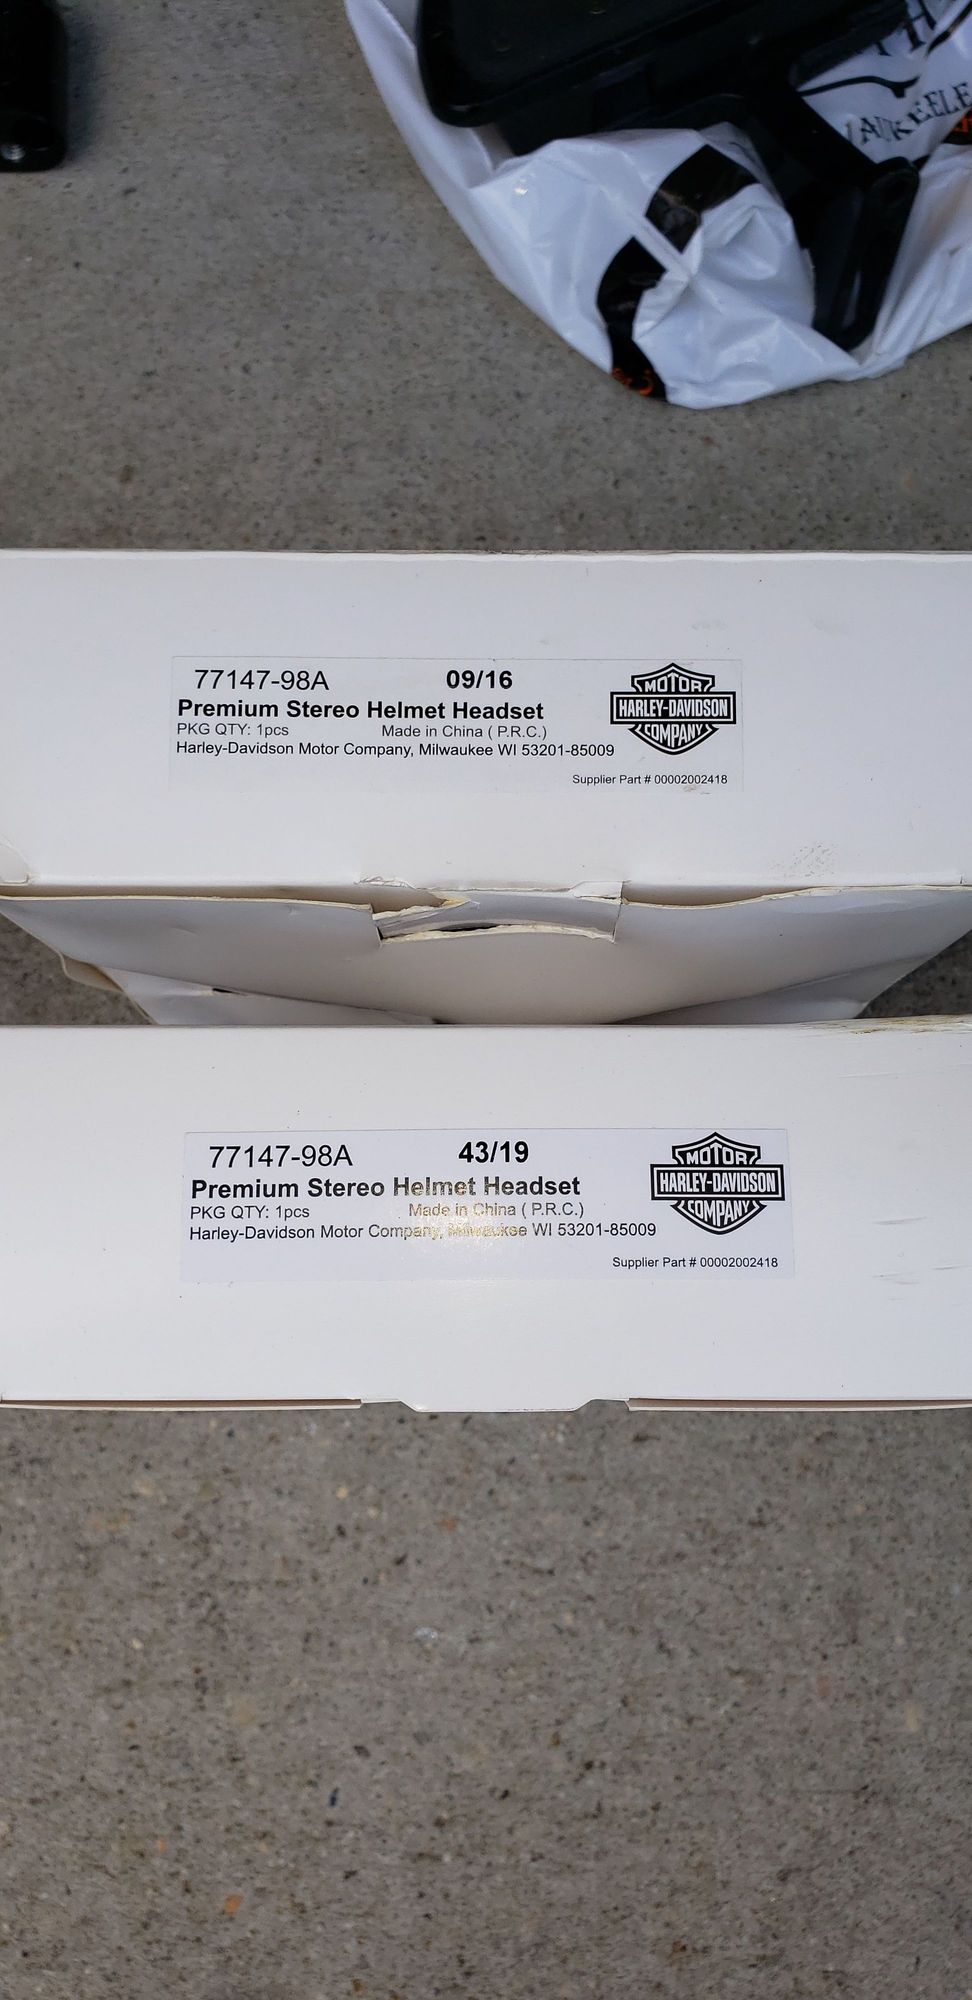 77147-98A 09/16
Premium Stereo Helmet Headset
PKG QTY: 1pcs Made in China ( P.R.C.)
Harley-Davidson Motor Company, Milwaukee WI 53201-85009
Supplier Part # 00002002418
MOTOR
HARLEY-DAVIDSON
COMPANY
77147-98A 43/19
Premium Stereo Helmet Headset
PKG QTY: 1pcs Made in China ( P.R.C.)
Harley-Davidson Motor Company, Milwaukee WI 53201-85009
Supplier Part # 00002002418
MOTOR
HARLEY-DAVIDSON
COMPANY